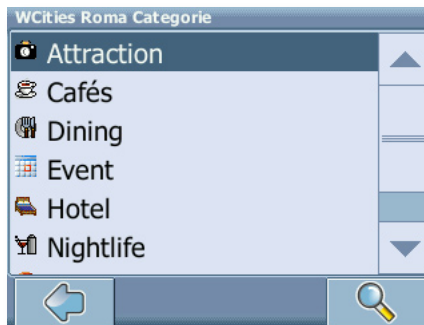 WCities Roma Categorie
Attraction
Cafés
Dining
Event
Hotel
Nightlife